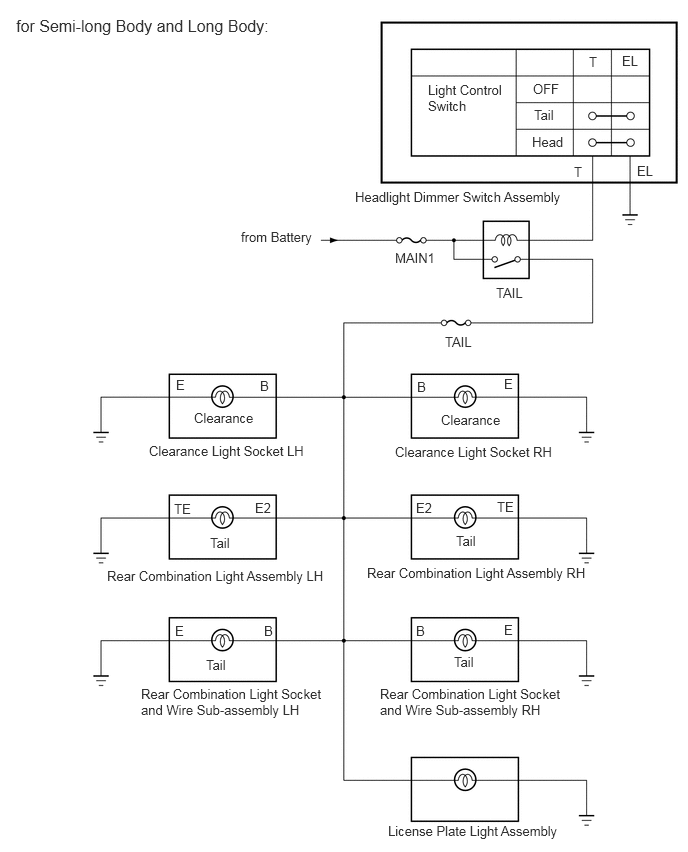 for Semi-long Body and Long Body:
T EL
Light Control
Switch
OFF
Tail
Head
T EL
Headlight Dimmer Switch Assembly
from Battery
MAIN1
TAIL
TAIL
E B
Clearance
Clearance Light Socket LH
B E
Clearance
Clearance Light Socket RH
TE E2
Tail
Rear Combination Light Assembly LH
E2 TE
Tail
Rear Combination Light Assembly RH
E B
Tail
Rear Combination Light Socket
and Wire Sub-assembly LH
B E
Tail
Rear Combination Light Socket
and Wire Sub-assembly RH
License Plate Light Assembly